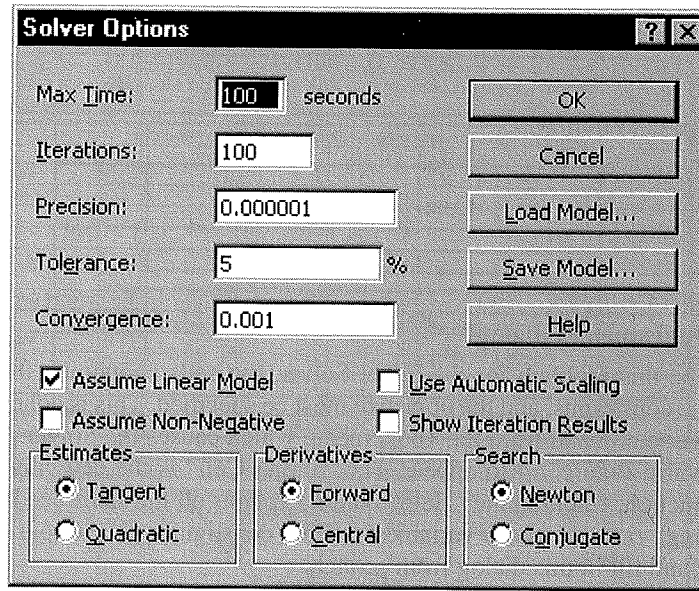 Solver Options
Max Time: 100 seconds OK
Iterations: 100 Cancel
Precision: 0.000001 Load Model...
Tolerance: 5 % Save Model...
Convergence: 0.001 Help
Assume Linear Model Use Automatic Scaling
Assume Non-Negative Show Iteration Results
Estimates Derivatives Search
Tangent Forward Newton
Quadratic Central Conjugate